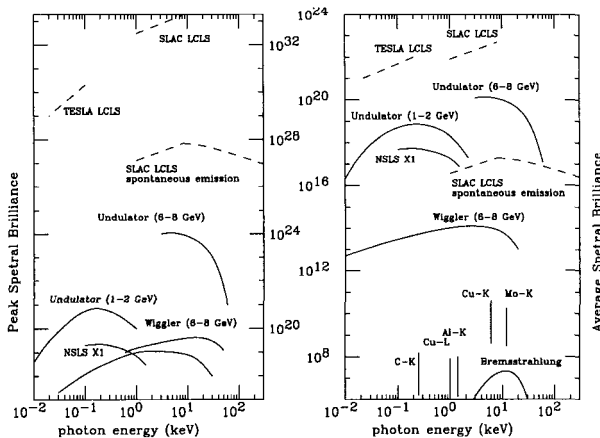 SLAC LCLS
TESLA LCLS
SLAC LCLS
spontaneous emission
Undulator (6-8 GeV)
Undulator (1-2 GeV)
Wiggler (6-8 GeV)
NSLS X1
Peak Spetral Brilliance
10^32
10^28
10^24
10^20
10^-2
10^-1
10^0
10^1
10^2
photon energy (keV)
SLAC LCLS
TESLA LCLS
Undulator (6-8 GeV)
Undulator (1-2 GeV)
NSLS X1
SLAC LCLS
spontaneous emission
Wiggler (6-8 GeV)
Cu-K
Mo-K
Al-K
Cu-L
C-K
Bremsstrahlung
10^24
10^20
10^16
10^12
10^8
10^-2
10^-1
10^0
10^1
10^2
photon energy (keV)
Average Spectral Brilliance